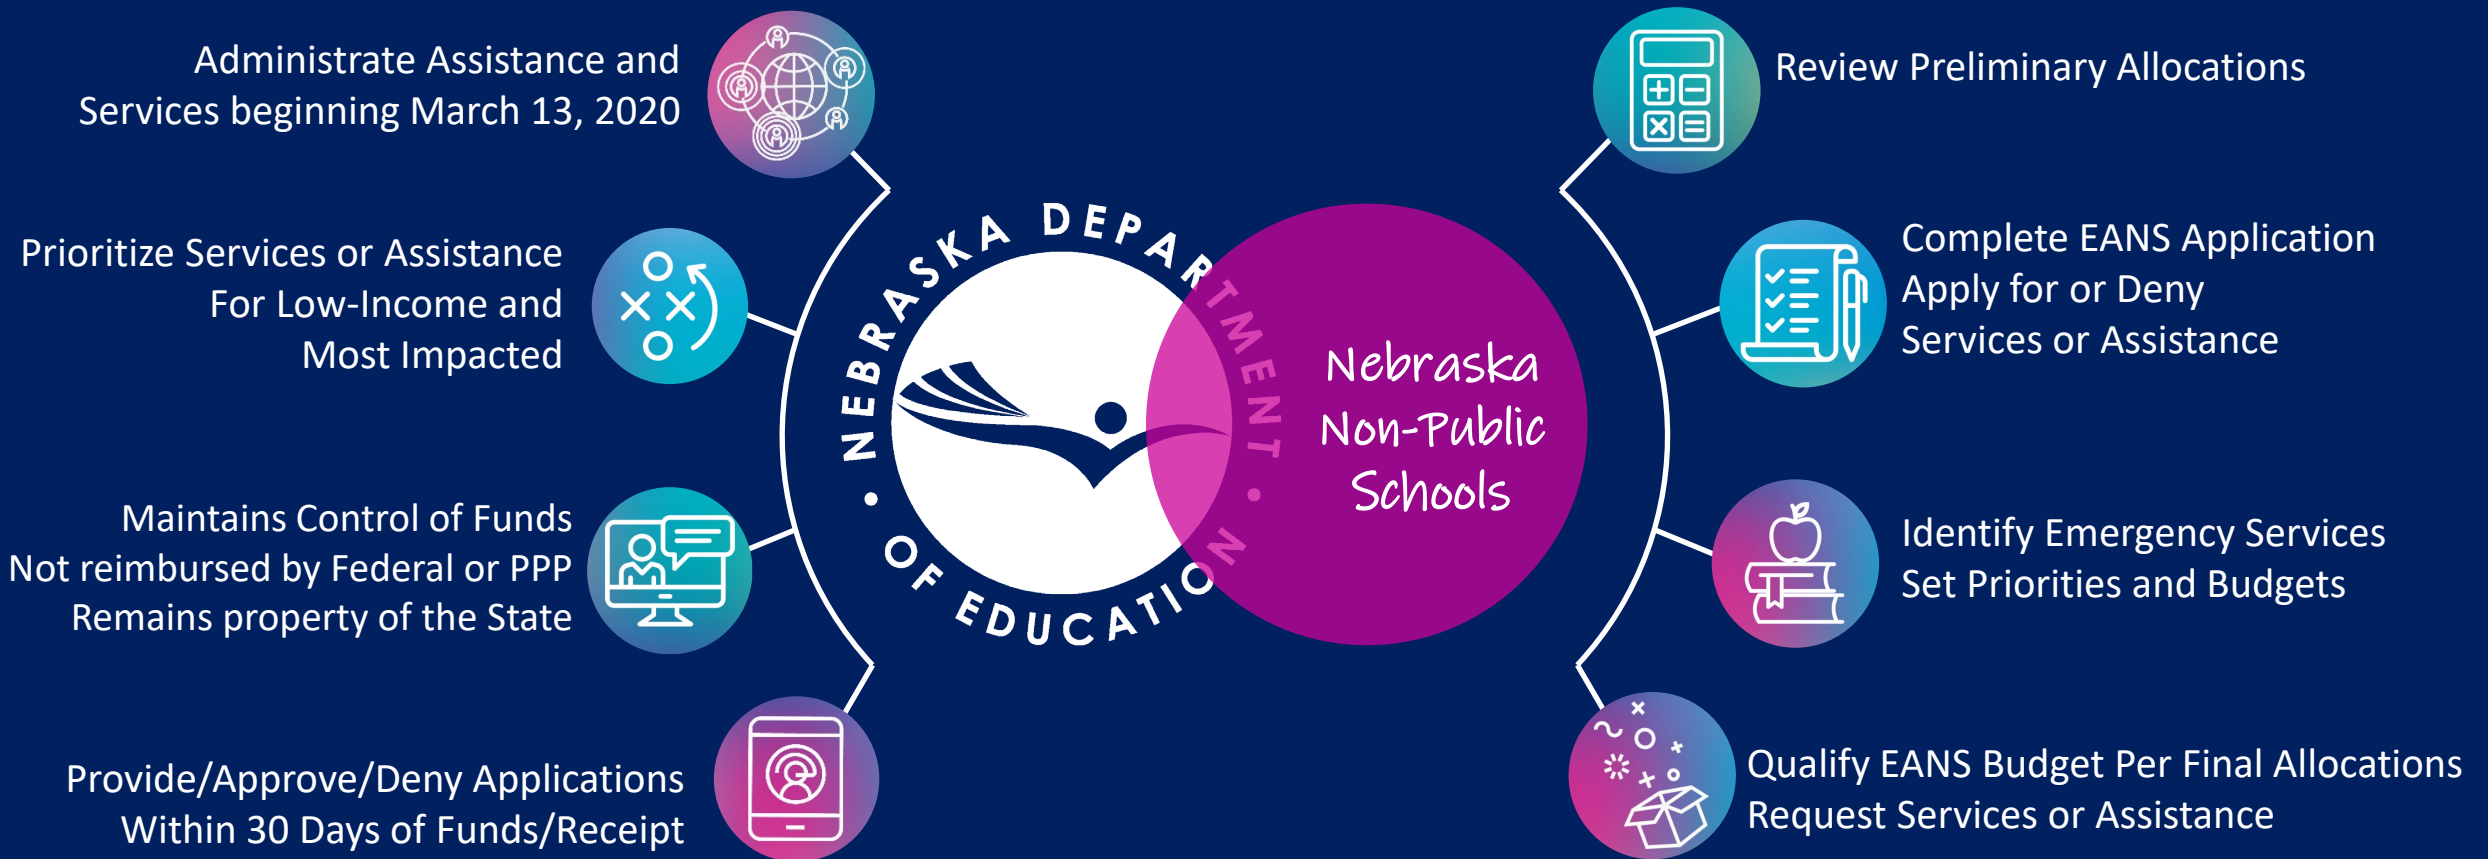 Administrate Assistance and
Services beginning March 13, 2020
Prioritize Services or Assistance
For Low-Income and
Most Impacted
Maintains Control of Funds
Not reimbursed by Federal or PPP
Remains property of the State
Provide/Approve/Deny Applications
Within 30 Days of Funds/Receipt
• NEBRASKA DEPARTMENT •
OF EDUCATION
Nebraska
Non-Public
Schools
Review Preliminary Allocations
Complete EANS Application
Apply for or Deny
Services or Assistance
Identify Emergency Services
Set Priorities and Budgets
Qualify EANS Budget Per Final Allocations
Request Services or Assistance